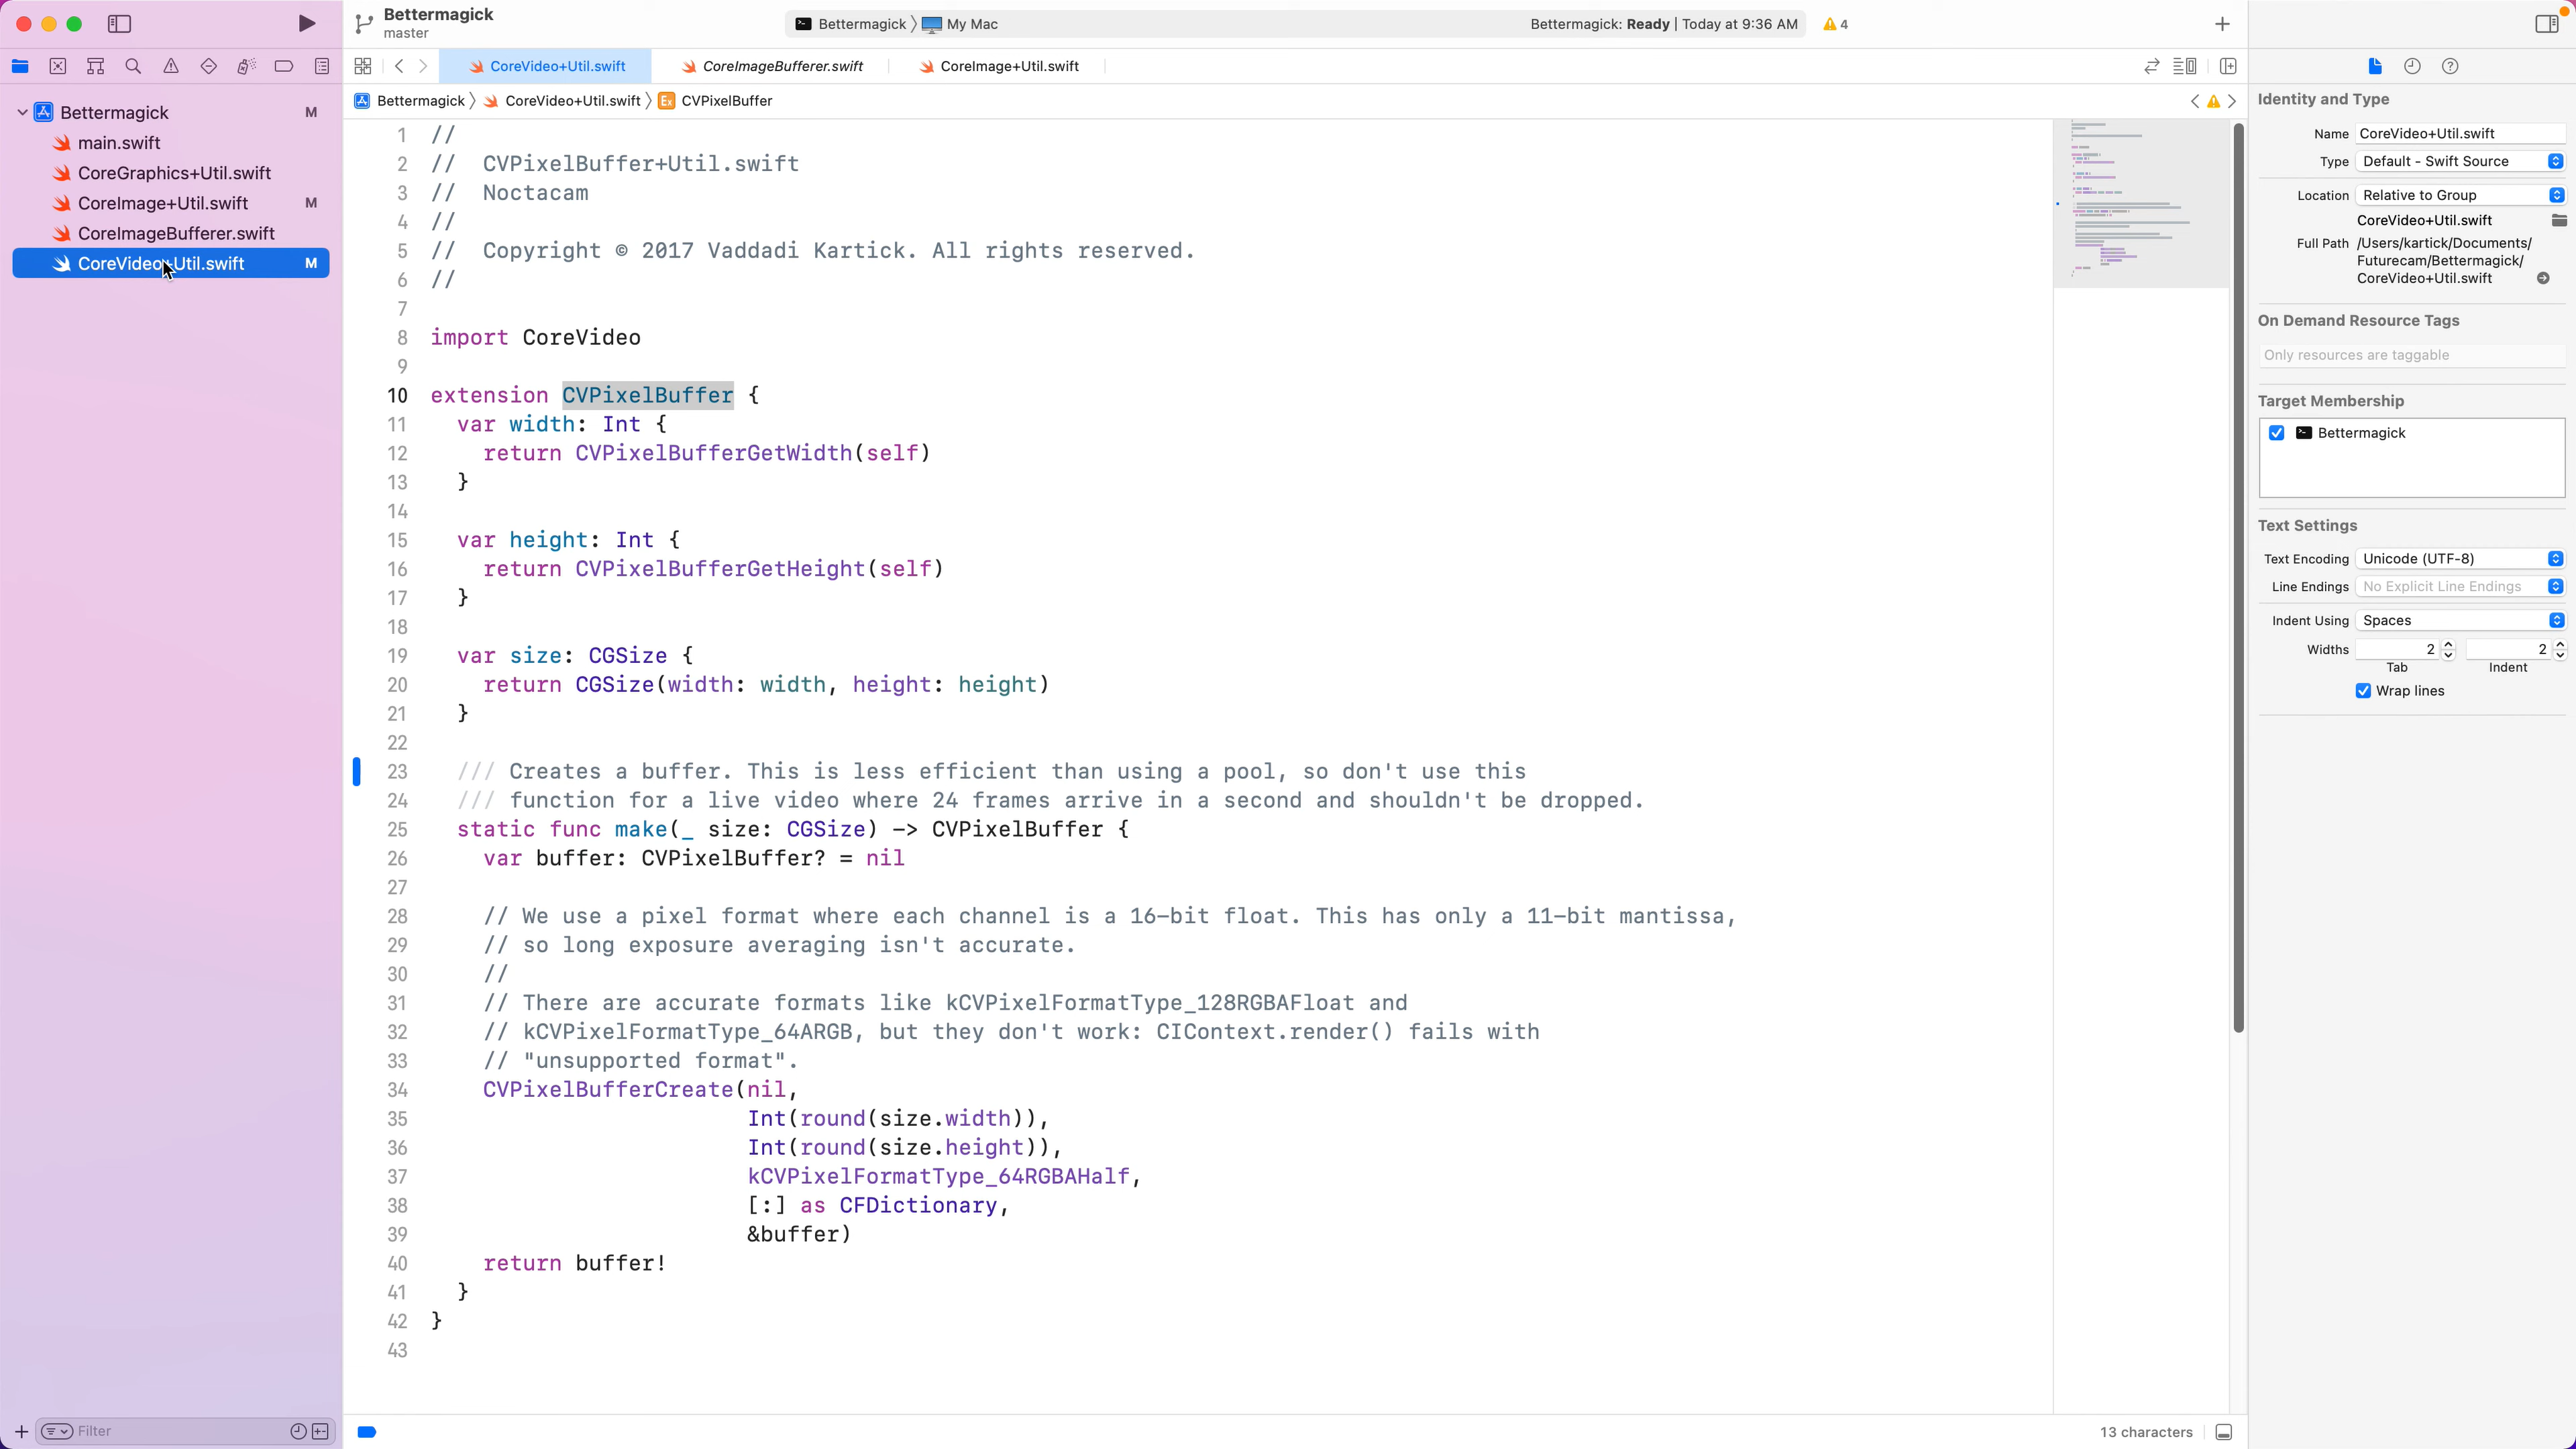 Bettermagick
master
Bettermagick
My Mac
Bettermagick: Ready | Today at 9:36 AM
4
CoreVideo+Util.swift
CoreImageBufferer.swift
CoreImage+Util.swift
Bettermagick
CoreVideo+Util.swift
Ex
CVPixelBuffer
Bettermagick
M
main.swift
CoreGraphics+Util.swift
CoreImage+Util.swift
M
CoreImageBufferer.swift
CoreVideo+Util.swift
M
Filter
1 //
2 //  CVPixelBuffer+Util.swift
3 //  Noctacam
4 //
5 //  Copyright © 2017 Vaddadi Kartick. All rights reserved.
6 //
7
8 import CoreVideo
9
10 extension CVPixelBuffer {
11   var width: Int {
12     return CVPixelBufferGetWidth(self)
13   }
14
15   var height: Int {
16     return CVPixelBufferGetHeight(self)
17   }
18
19   var size: CGSize {
20     return CGSize(width: width, height: height)
21   }
22
23   /// Creates a buffer. This is less efficient than using a pool, so don't use this
24   /// function for a live video where 24 frames arrive in a second and shouldn't be dropped.
25   static func make(_ size: CGSize) -> CVPixelBuffer {
26     var buffer: CVPixelBuffer? = nil
27
28     // We use a pixel format where each channel is a 16-bit float. This has only a 11-bit mantissa,
29     // so long exposure averaging isn't accurate.
30     //
31     // There are accurate formats like kCVPixelFormatType_128RGBAFloat and
32     // kCVPixelFormatType_64ARGB, but they don't work: CIContext.render() fails with
33     // "unsupported format".
34     CVPixelBufferCreate(nil,
35                         Int(round(size.width)),
36                         Int(round(size.height)),
37                         kCVPixelFormatType_64RGBAHalf,
38                         [:] as CFDictionary,
39                         &buffer)
40     return buffer!
41   }
42 }
43
13 characters
Identity and Type
Name CoreVideo+Util.swift
Type Default - Swift Source
Location Relative to Group
CoreVideo+Util.swift
Full Path /Users/kartick/Documents/
Futurecam/Bettermagick/
CoreVideo+Util.swift
On Demand Resource Tags
Only resources are taggable
Target Membership
Bettermagick
Text Settings
Text Encoding Unicode (UTF-8)
Line Endings No Explicit Line Endings
Indent Using Spaces
Widths 2 2
Tab Indent
Wrap lines